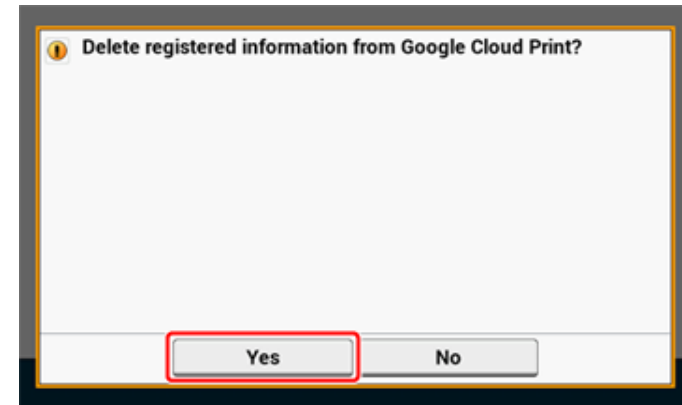 Delete registered information from Google Cloud Print?
Yes No